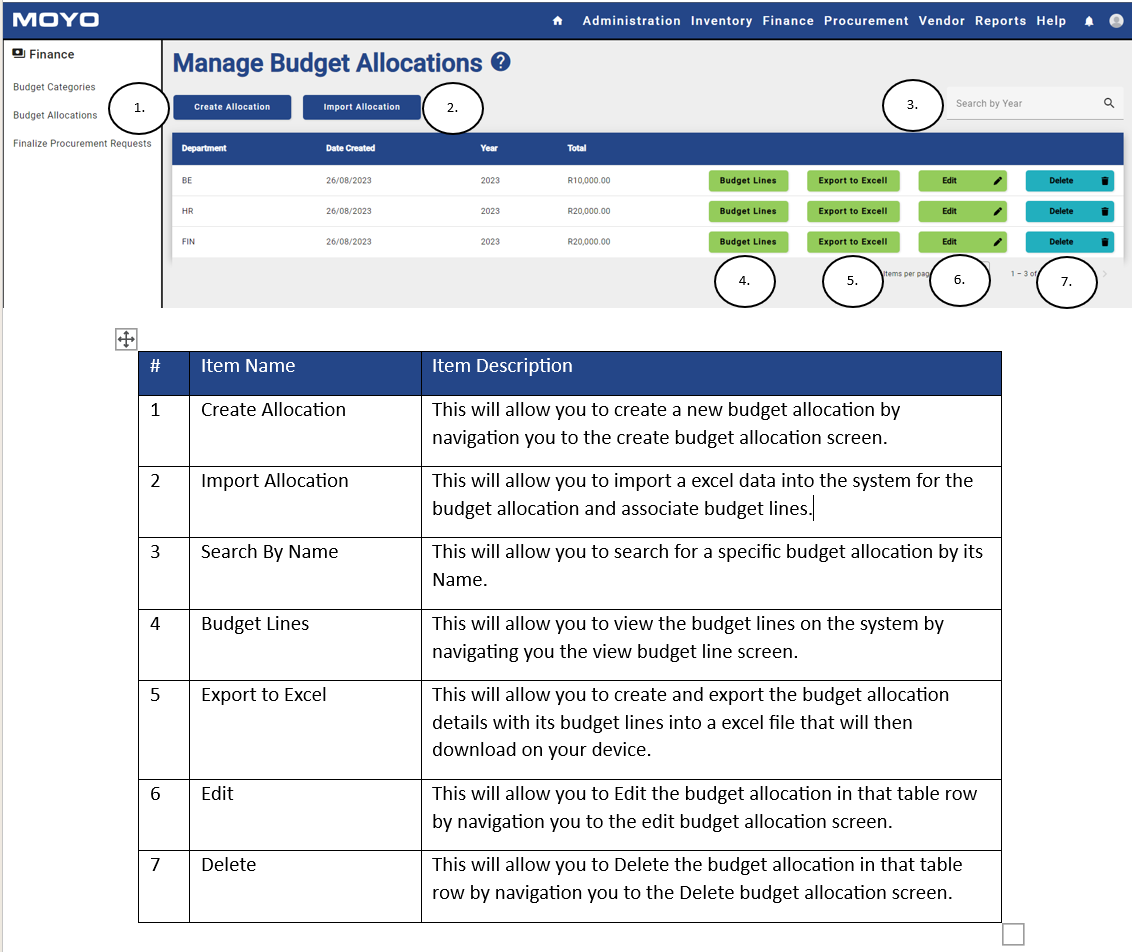 MOYO
Administration Inventory Finance Procurement Vendor Reports Help
Finance
Budget Categories
Budget Allocations
Finalize Procurement Requests
Manage Budget Allocations ?
1.
Create Allocation
Import Allocation
2.
3.
Search by Year
Department Date Created Year Total
BE 26/08/2023 2023 R10,000.00 Budget Lines Export to Excell Edit Delete
HR 26/08/2023 2023 R20,000.00 Budget Lines Export to Excell Edit Delete
FIN 26/08/2023 2023 R20,000.00 Budget Lines Export to Excell Edit Delete
Items per
1 – 3 of
4.
5.
6.
7.
# Item Name Item Description
1 Create Allocation This will allow you to create a new budget allocation by
navigation you to the create budget allocation screen.
2 Import Allocation This will allow you to import a excel data into the system for the
budget allocation and associate budget lines.
3 Search By Name This will allow you to search for a specific budget allocation by its
Name.
4 Budget Lines This will allow you to view the budget lines on the system by
navigating you the view budget line screen.
5 Export to Excel This will allow you to create and export the budget allocation
details with its budget lines into a excel file that will then
download on your device.
6 Edit This will allow you to Edit the budget allocation in that table row
by navigation you to the edit budget allocation screen.
7 Delete This will allow you to Delete the budget allocation in that table
row by navigation you to the Delete budget allocation screen.